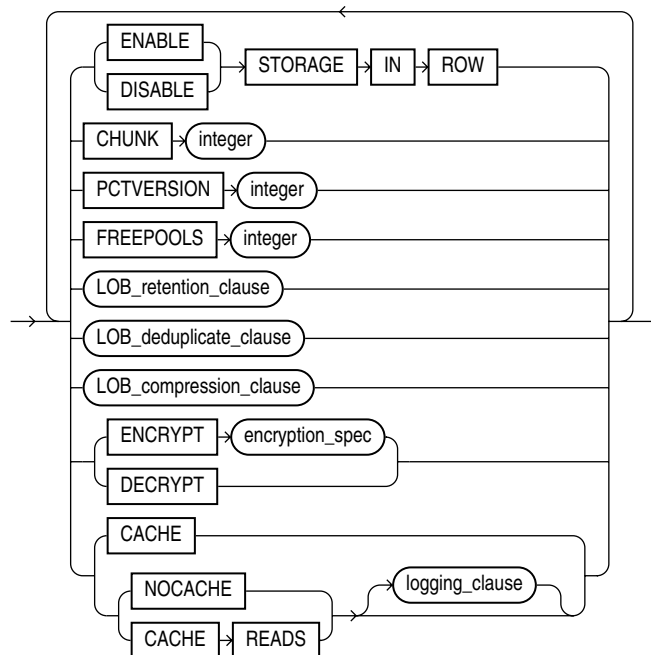 ENABLE
DISABLE
STORAGE IN ROW
CHUNK integer
PCTVERSION integer
FREEPOOLS integer
LOB_retention_clause
LOB_deduplicate_clause
LOB_compression_clause
ENCRYPT encryption_spec
DECRYPT
CACHE
NOCACHE
CACHE READS
logging_clause